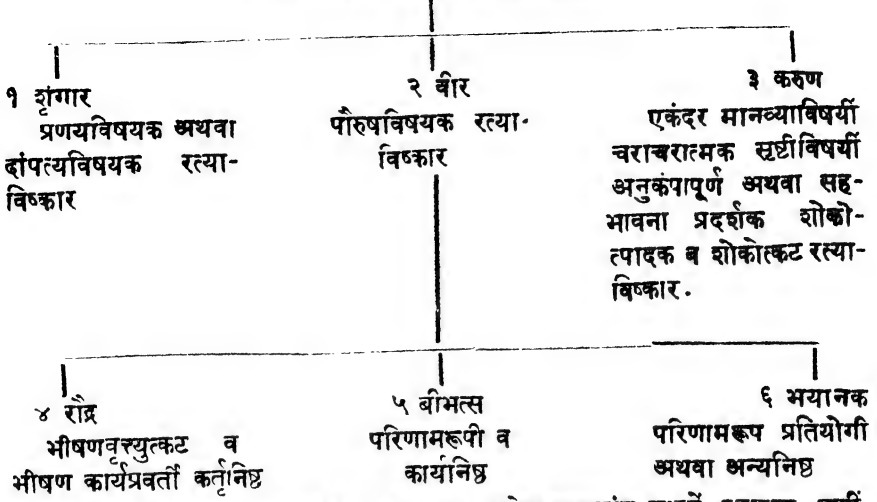 १ शृंगार
प्रणयविषयक अथवा
दांपत्यविषयक रत्या-
विष्कार
२ वीर
पौरुषविषयक रत्या-
विष्कार
३ करुण
एकंदर मानव्याविषयीं
चराचरात्मक सृष्टीविषयीं
अनुकंपापूर्ण अथवा सह-
भावना प्रदर्शक शोको-
त्पादक व शोकोत्कट रत्या-
विष्कार.
४ रौद्र
भीषणवृत्त्युत्कट व
भीषण कार्यप्रवर्ती कर्तृनिष्ठ
५ बीभत्स
परिणामरूपी व
कार्यनिष्ठ
६ भयानक
परिणामरूप प्रतियोगी
अथवा अन्यनिष्ठ